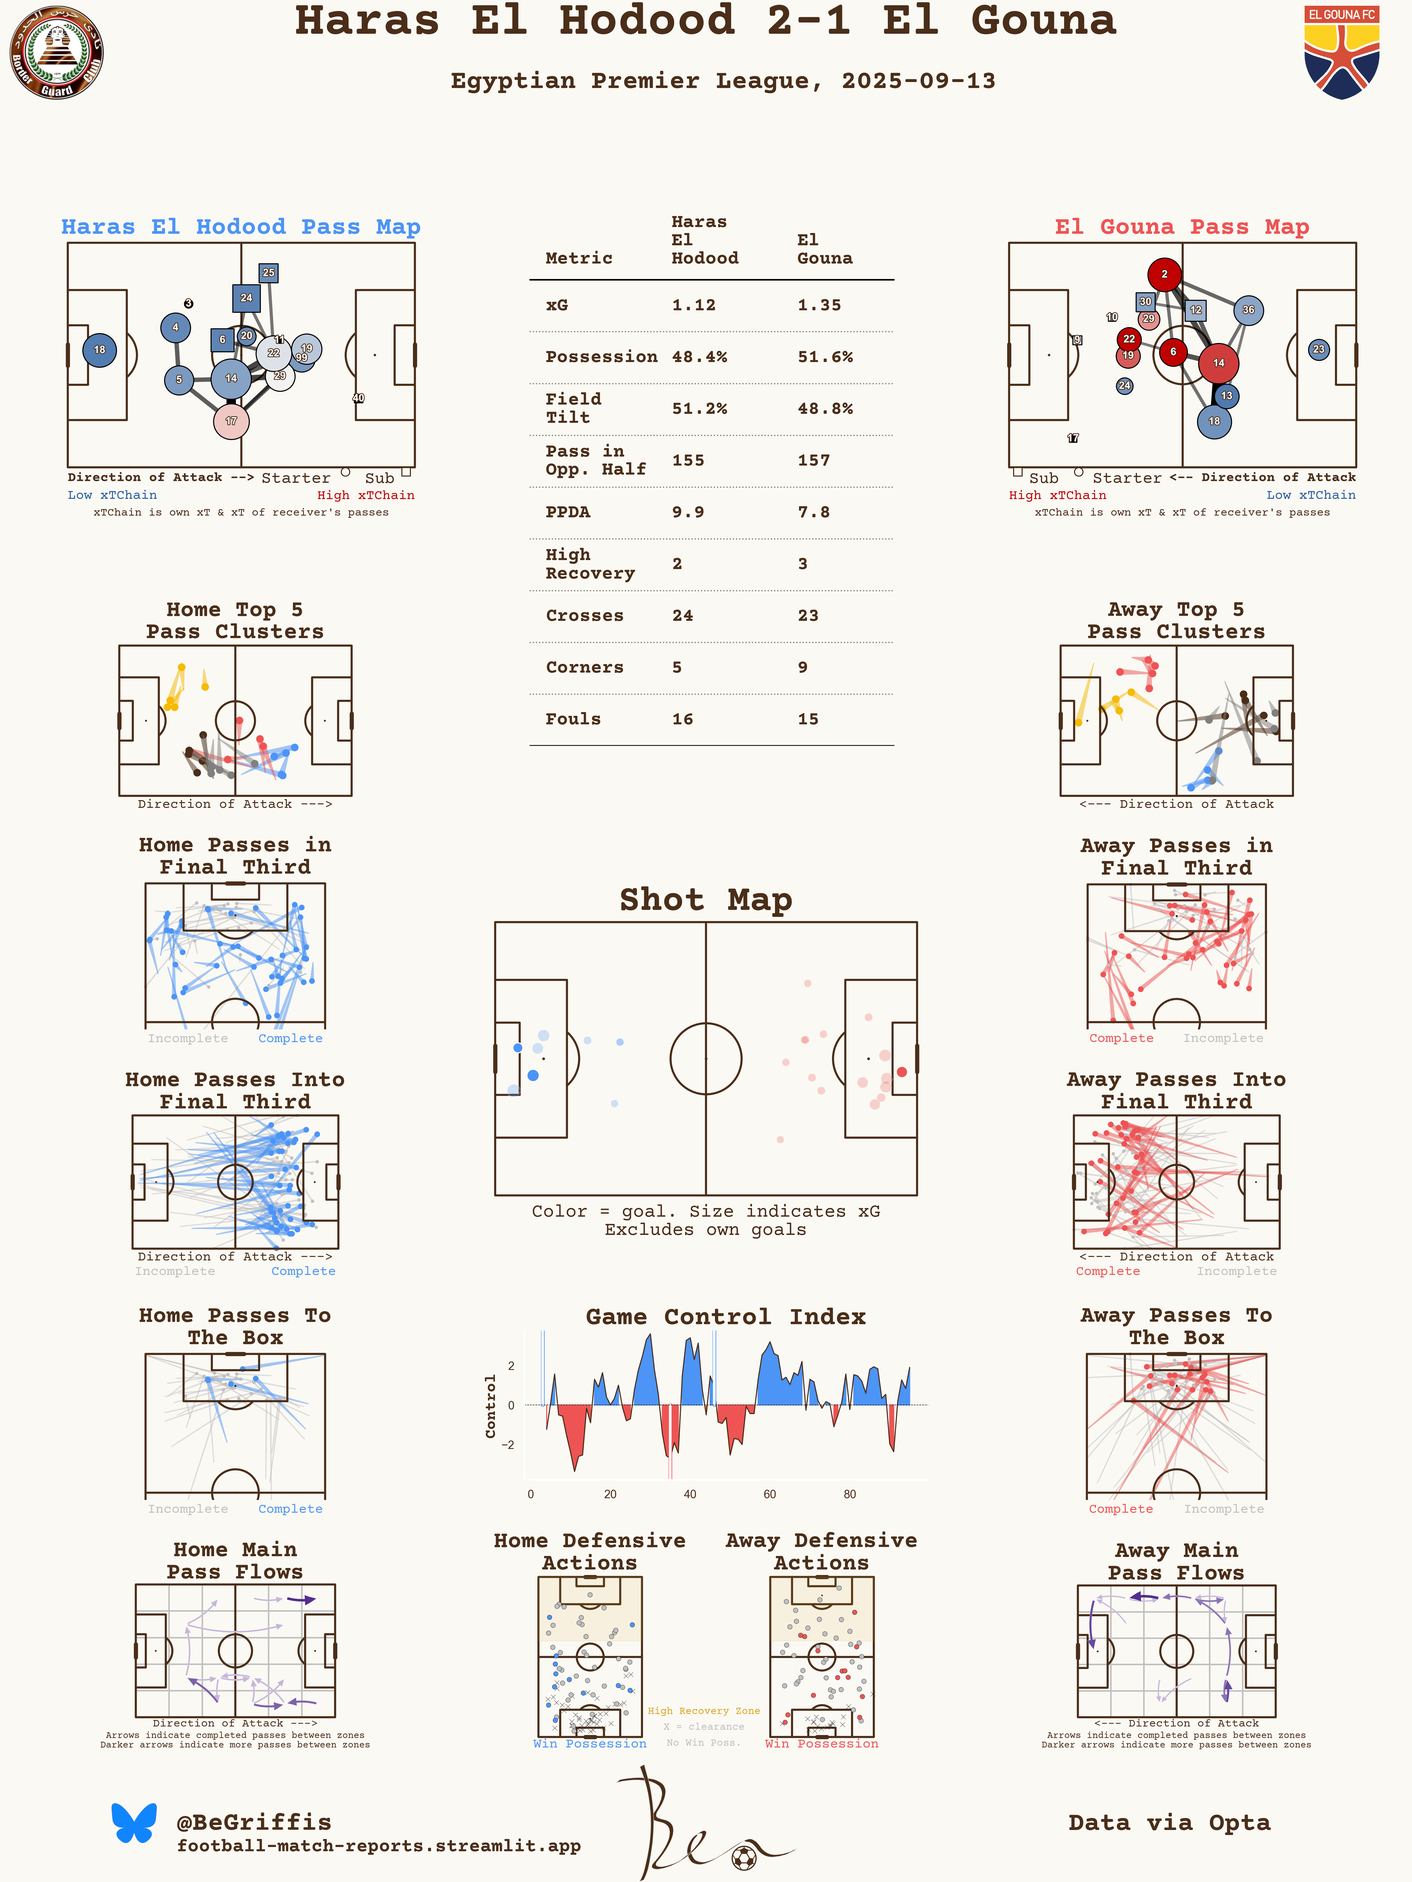 Haras El Hodood 2-1 El Gouna
Egyptian Premier League, 2025-09-13
نادى حرس الحدود
Border Guard Club
EL GOUNA FC
Haras El Hodood Pass Map
18
4
3
5
25
24
6
20
11
22
19
99
14
29
17
40
Direction of Attack --> Starter Sub
Low xTChain High xTChain
xTChain is own xT & xT of receiver's passes
Metric Haras El Hodood El Gouna
xG 1.12 1.35
Possession 48.4% 51.6%
Field Tilt 51.2% 48.8%
Pass in Opp. Half 155 157
PPDA 9.9 7.8
High Recovery 2 3
Crosses 24 23
Corners 5 9
Fouls 16 15
El Gouna Pass Map
2
30
12
36
10
29
9
22
19
6
14
23
24
13
18
17
Sub Starter <-- Direction of Attack
High xTChain Low xTChain
xTChain is own xT & xT of receiver's passes
Home Top 5
Pass Clusters
Direction of Attack --->
Away Top 5
Pass Clusters
<--- Direction of Attack
Home Passes in
Final Third
Incomplete Complete
Away Passes in
Final Third
Complete Incomplete
Shot Map
Color = goal. Size indicates xG
Excludes own goals
Home Passes Into
Final Third
Direction of Attack --->
Incomplete Complete
Away Passes Into
Final Third
<--- Direction of Attack
Complete Incomplete
Home Passes To
The Box
Incomplete Complete
Game Control Index
Control
2
0
−2
0 20 40 60 80
Away Passes To
The Box
Complete Incomplete
Home Main
Pass Flows
Direction of Attack --->
Arrows indicate completed passes between zones
Darker arrows indicate more passes between zones
Home Defensive
Actions
Win Possession
High Recovery Zone
X = clearance
No Win Poss.
Away Defensive
Actions
Win Possession
Away Main
Pass Flows
<--- Direction of Attack
Arrows indicate completed passes between zones
Darker arrows indicate more passes between zones
@BeGriffis
football-match-reports.streamlit.app
Ben
Data via Opta